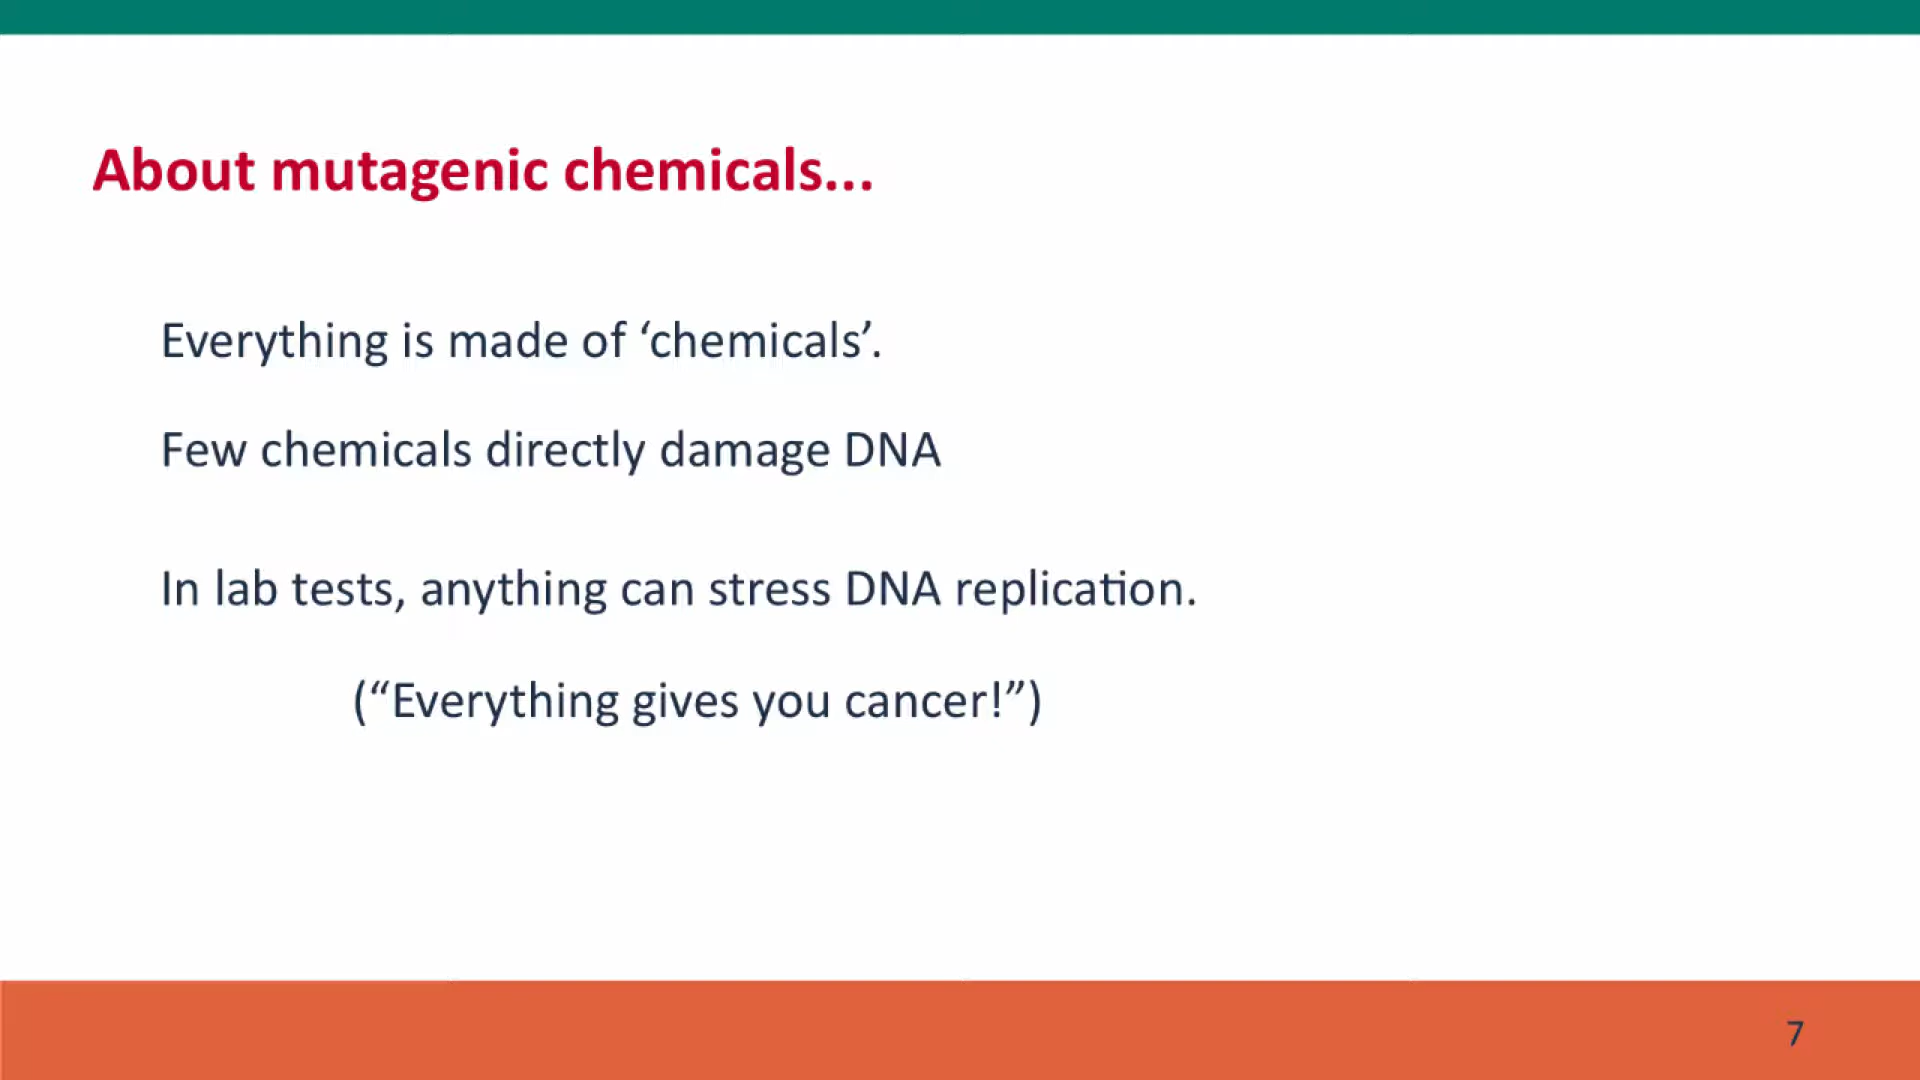 About mutagenic chemicals...
Everything is made of ‘chemicals’.
Few chemicals directly damage DNA
In lab tests, anything can stress DNA replication.
(“Everything gives you cancer!”)
7